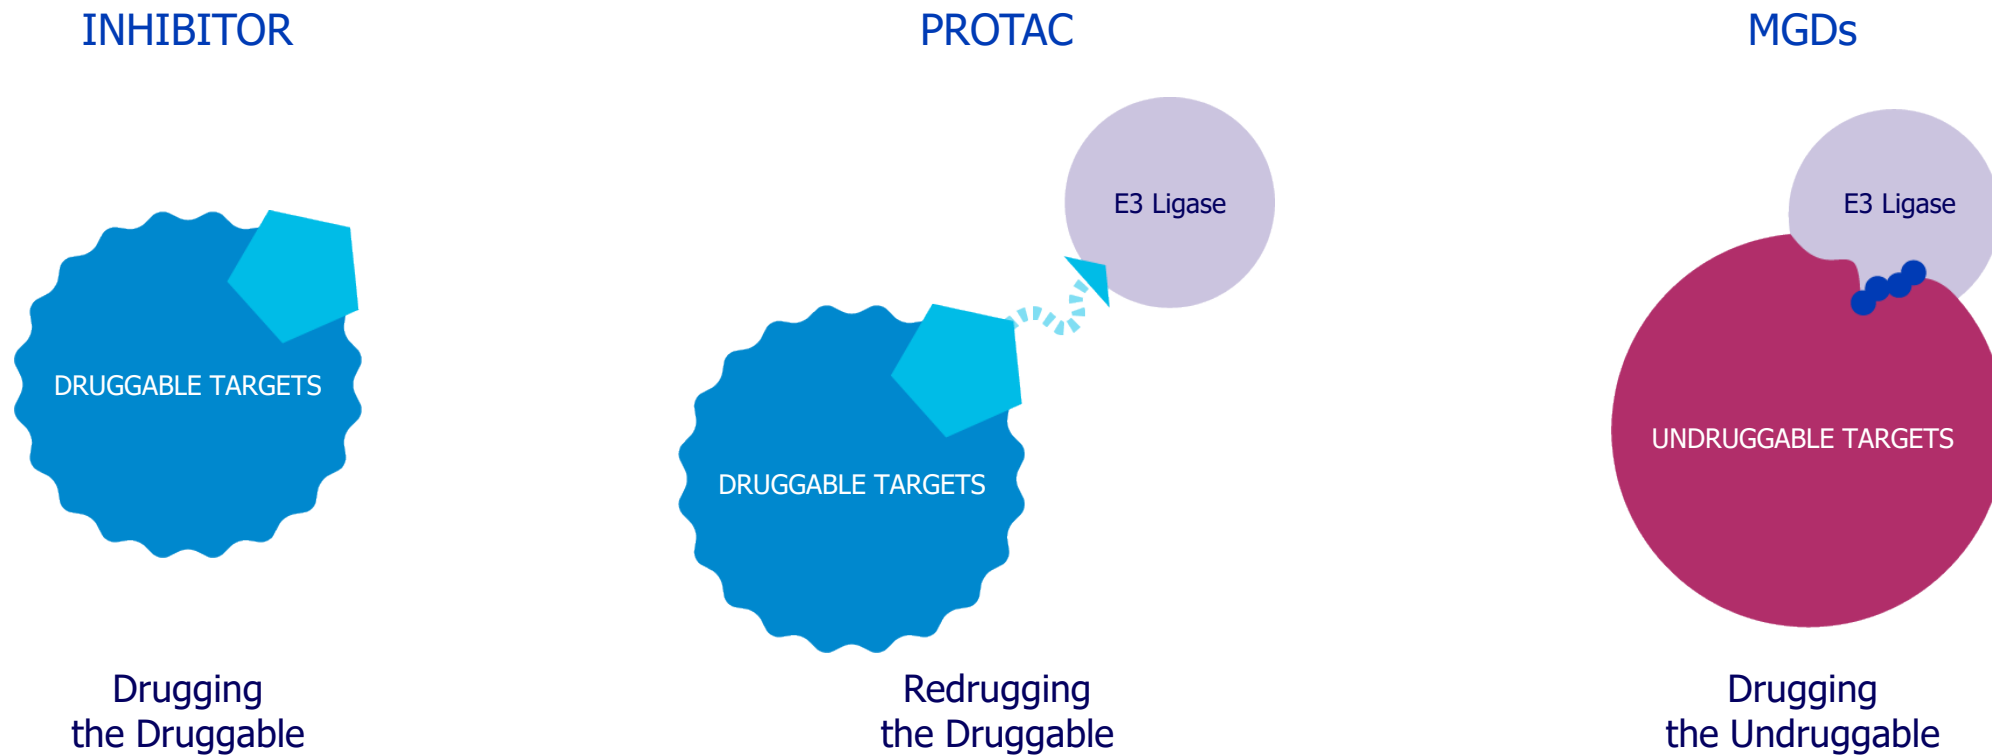 INHIBITOR
DRUGGABLE TARGETS
Drugging
the Druggable
PROTAC
E3 Ligase
DRUGGABLE TARGETS
Redrugging
the Druggable
MGDs
E3 Ligase
UNDRUGGABLE TARGETS
Drugging
the Undruggable